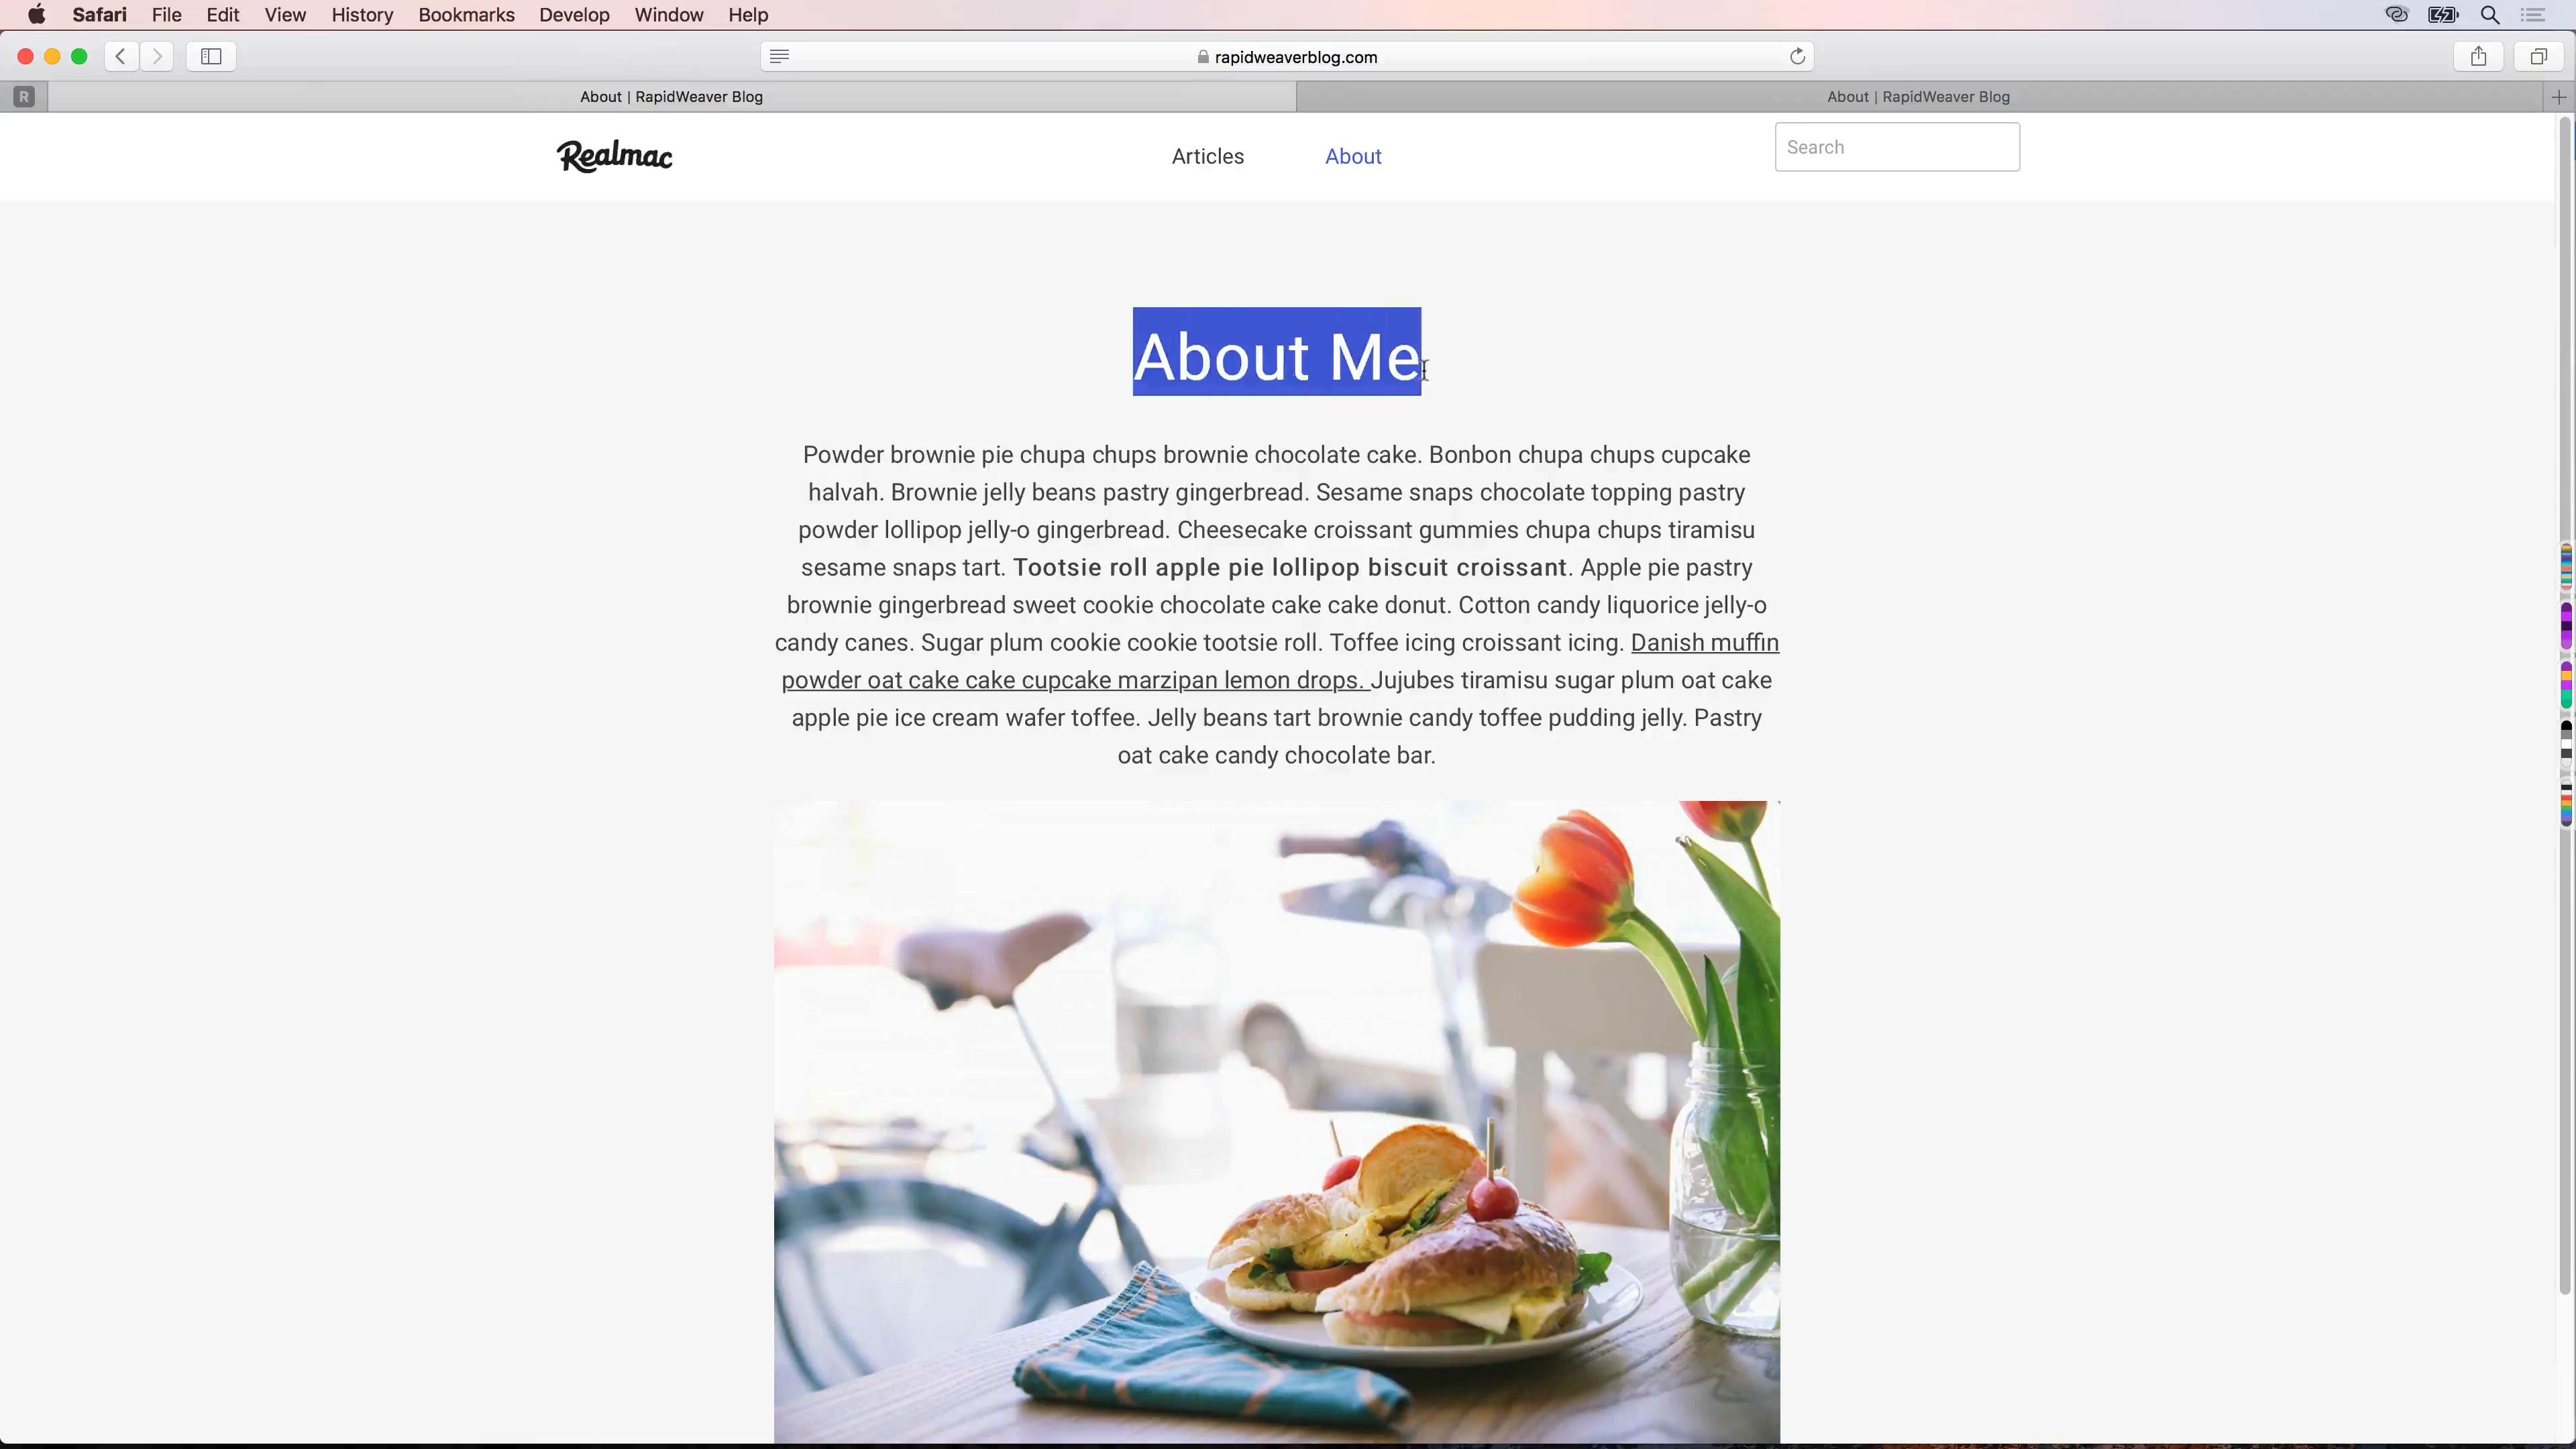 Safari File Edit View History Bookmarks Develop Window Help
rapidweaverblog.com
R
About | RapidWeaver Blog
About | RapidWeaver Blog
Realmac
Articles
About
Search
About Me
Powder brownie pie chupa chups brownie chocolate cake. Bonbon chupa chups cupcake
halvah. Brownie jelly beans pastry gingerbread. Sesame snaps chocolate topping pastry
powder lollipop jelly-o gingerbread. Cheesecake croissant gummies chupa chups tiramisu
sesame snaps tart. Tootsie roll apple pie lollipop biscuit croissant. Apple pie pastry
brownie gingerbread sweet cookie chocolate cake cake donut. Cotton candy liquorice jelly-o
candy canes. Sugar plum cookie cookie tootsie roll. Toffee icing croissant icing. Danish muffin
powder oat cake cake cupcake marzipan lemon drops. Jujubes tiramisu sugar plum oat cake
apple pie ice cream wafer toffee. Jelly beans tart brownie candy toffee pudding jelly. Pastry
oat cake candy chocolate bar.